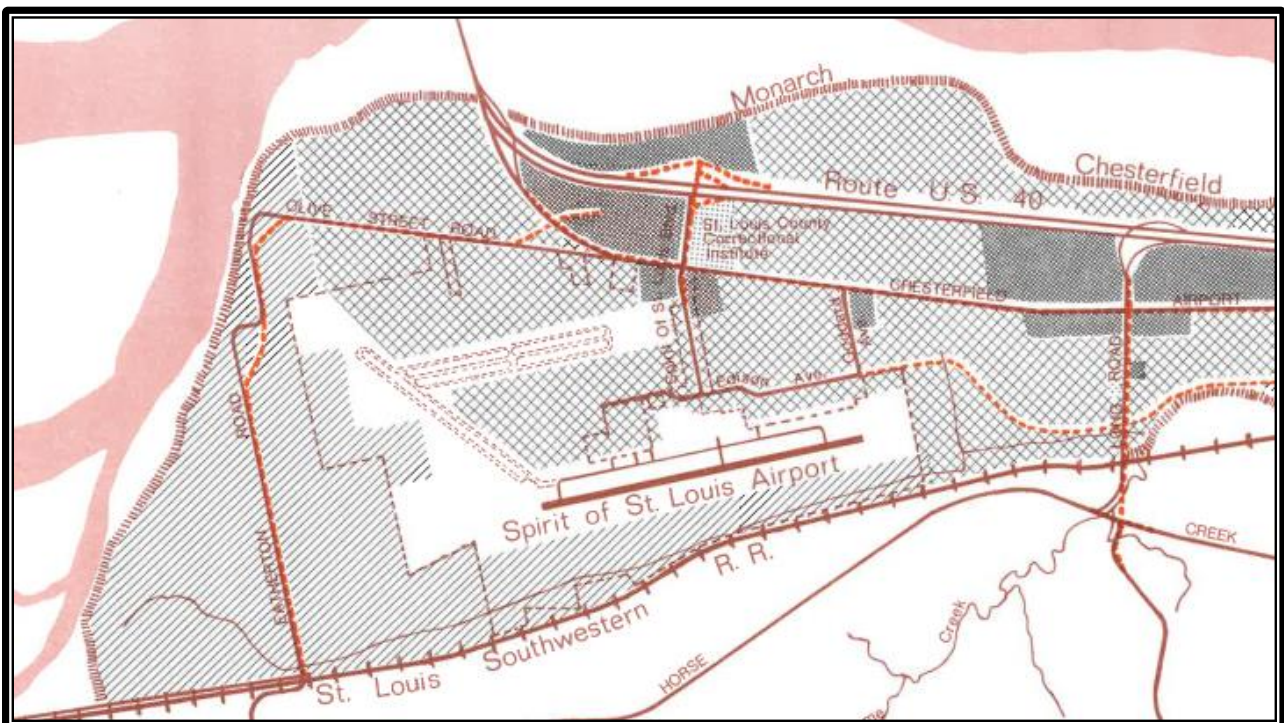 Monarch
Chesterfield
Route U.S. 40
OLIVE STREET ROAD
St. Louis County
Correctional
Institute
CHESTERFIELD AIRPORT
EDISON AVE.
LONG ROAD
EATHERTON ROAD
Spirit of St. Louis Airport
St. Louis Southwestern R. R.
HORSE
CREEK
Creek